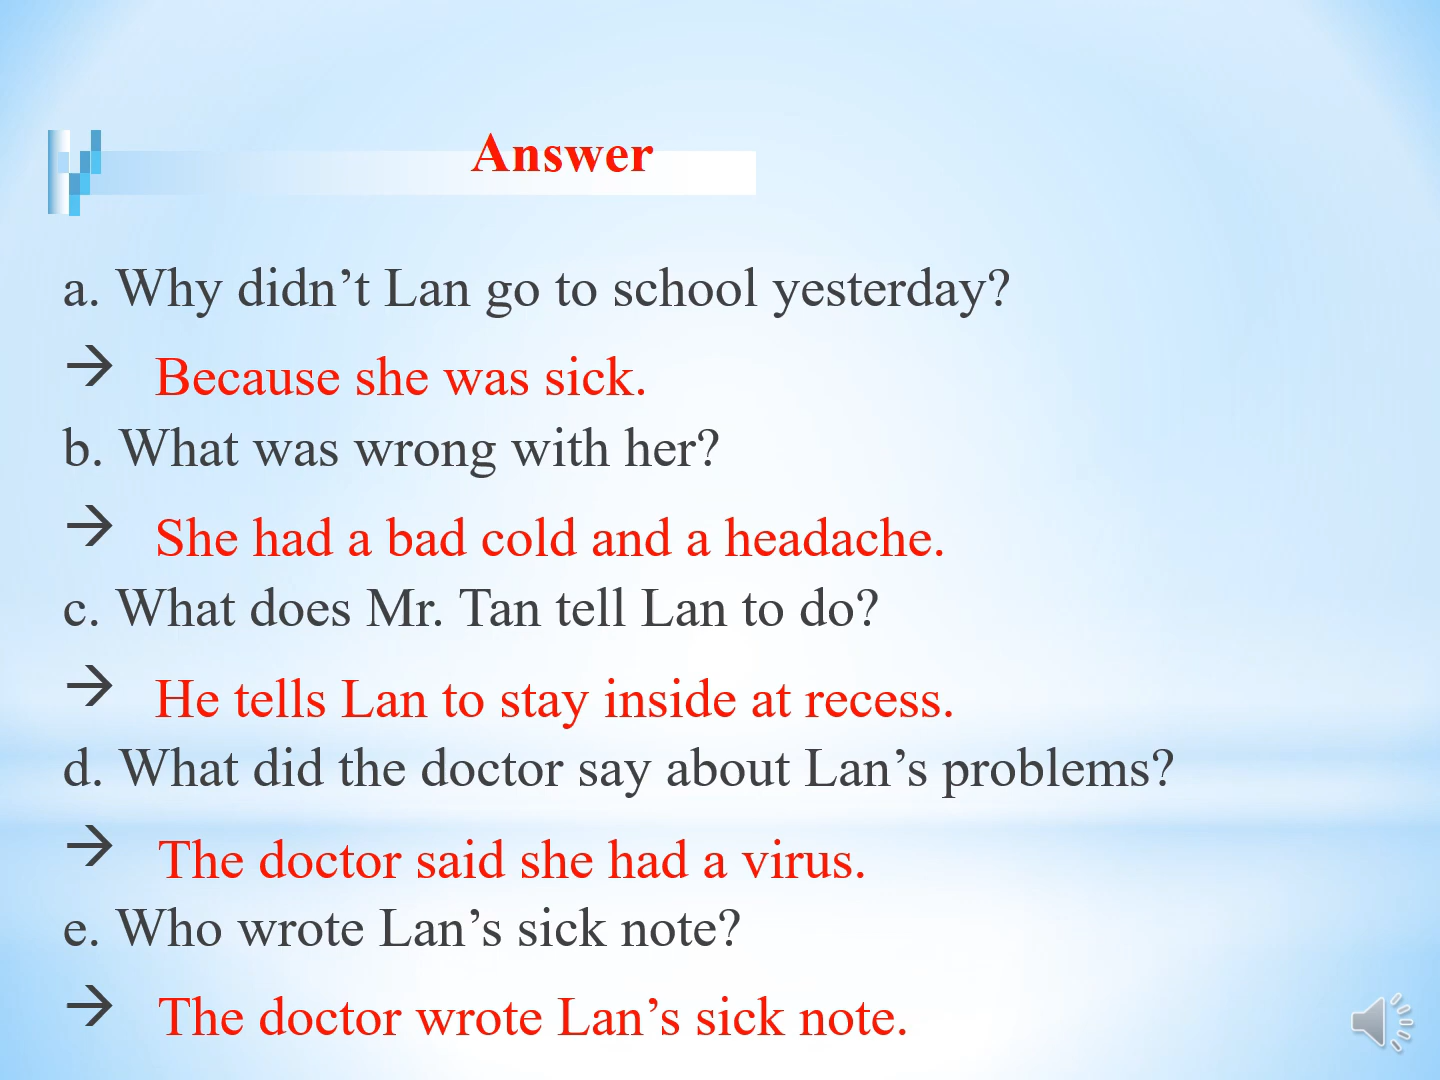 Answer
a. Why didn’t Lan go to school yesterday?
→ Because she was sick.
b. What was wrong with her?
→ She had a bad cold and a headache.
c. What does Mr. Tan tell Lan to do?
→ He tells Lan to stay inside at recess.
d. What did the doctor say about Lan’s problems?
→ The doctor said she had a virus.
e. Who wrote Lan’s sick note?
→ The doctor wrote Lan’s sick note.